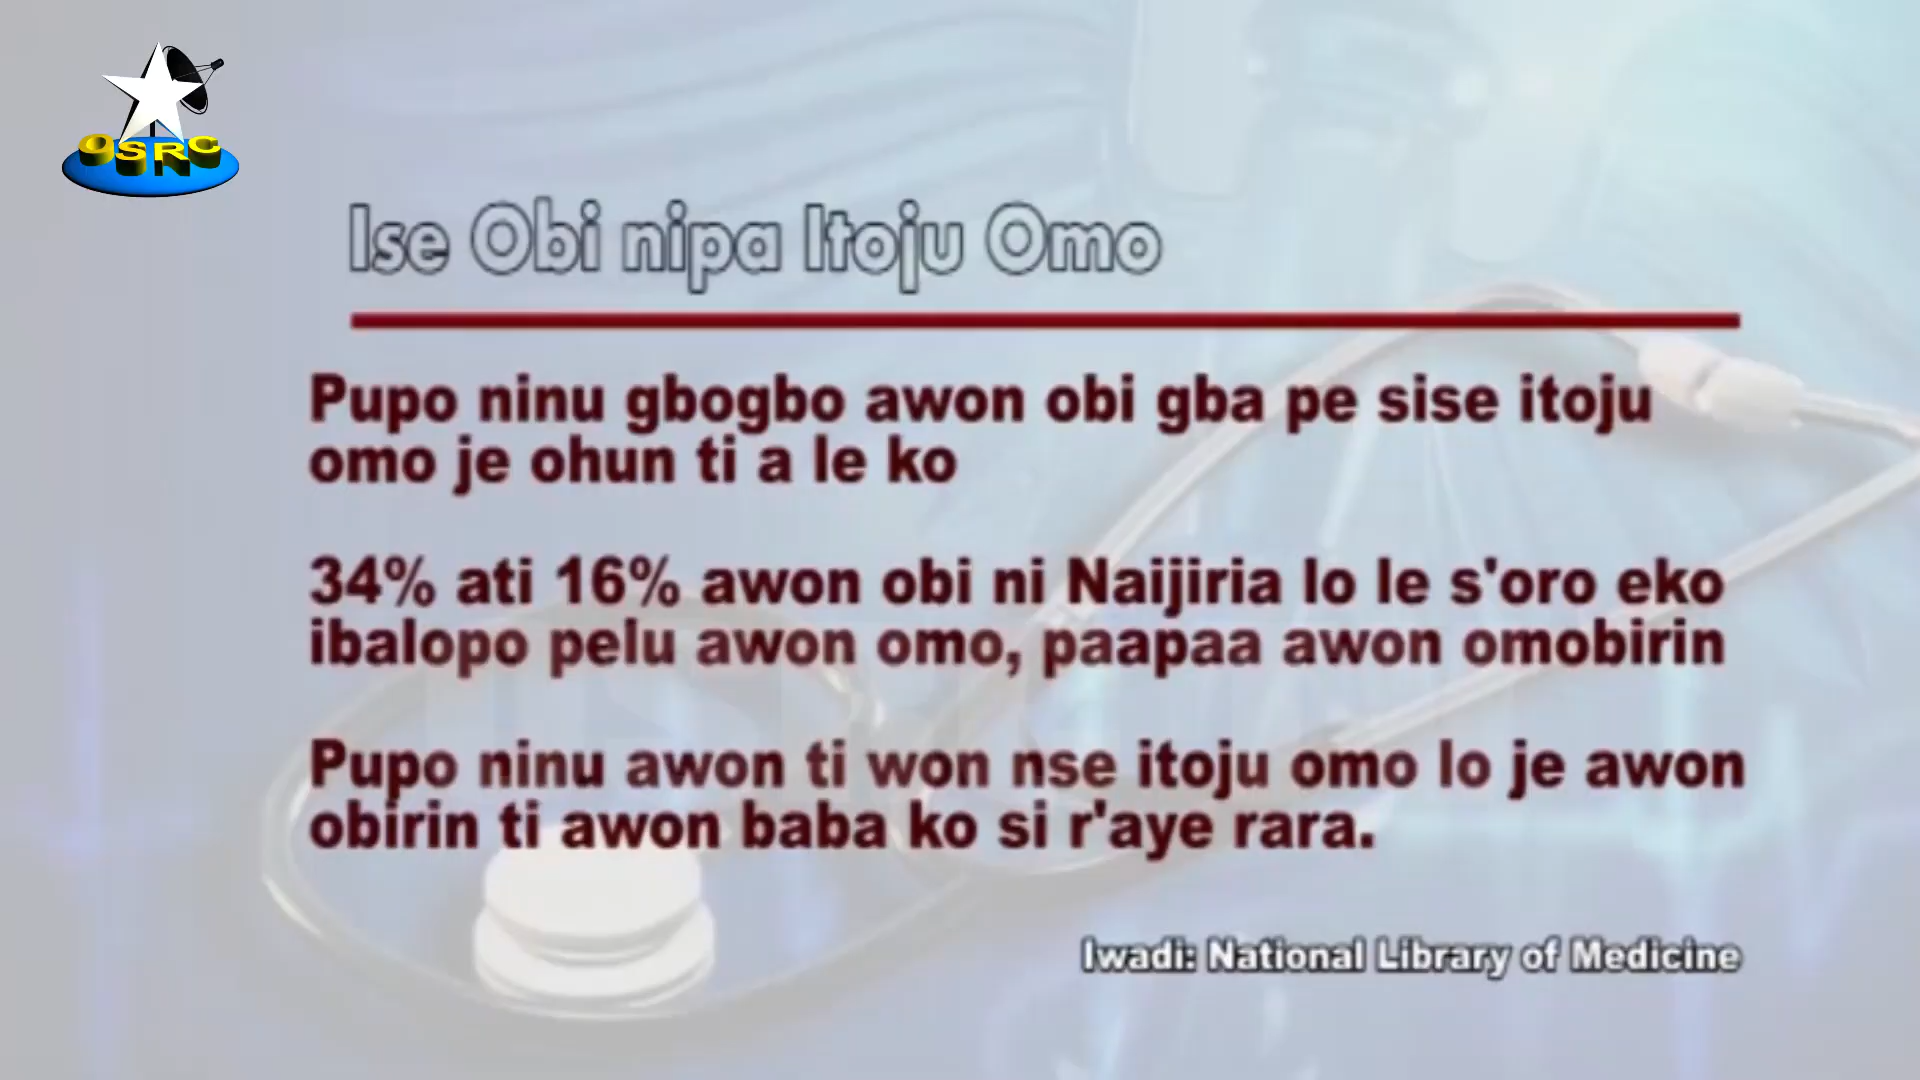 OSRC
UN
Ise Obi nipa Itoju Omo
Pupo ninu gbogbo awon obi gba pe sise itoju
omo je ohun ti a le ko
34% ati 16% awon obi ni Naijiria lo le s'oro eko
ibalopo pelu awon omo, paapaa awon omobirin
Pupo ninu awon ti won nse itoju omo lo je awon
obirin ti awon baba ko si r'aye rara.
Iwadi: National Library of Medicine